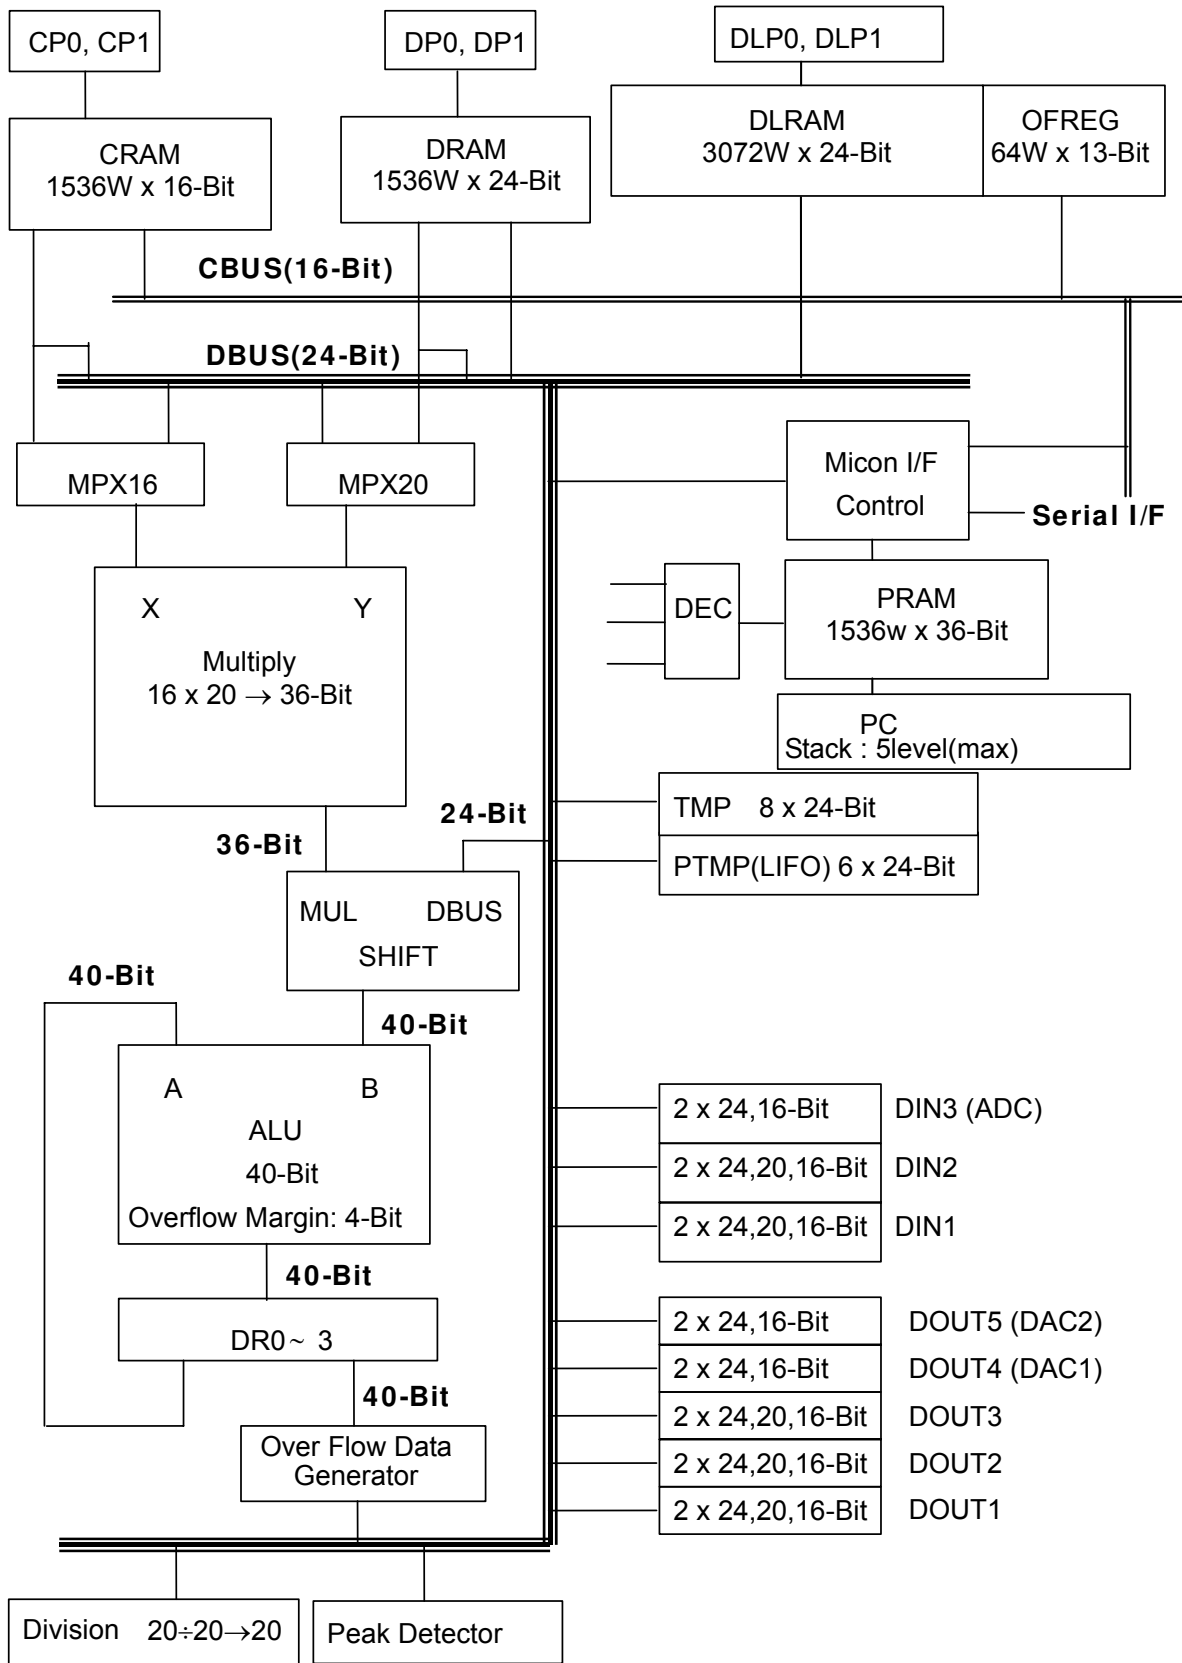 CP0, CP1
DP0, DP1
DLP0, DLP1
CRAM
1536W x 16-Bit
DRAM
1536W x 24-Bit
DLRAM
3072W x 24-Bit
OFREG
64W x 13-Bit
CBUS(16-Bit)
DBUS(24-Bit)
MPX16
MPX20
Micon I/F
Control
Serial I/F
X
Y
Multiply
16 x 20 → 36-Bit
DEC
PRAM
1536w x 36-Bit
PC
Stack : 5level(max)
TMP 8 x 24-Bit
PTMP(LIFO) 6 x 24-Bit
24-Bit
36-Bit
MUL DBUS
SHIFT
40-Bit
40-Bit
A
B
ALU
40-Bit
Overflow Margin: 4-Bit
40-Bit
DR0~ 3
40-Bit
Over Flow Data
Generator
2 x 24,16-Bit DIN3 (ADC)
2 x 24,20,16-Bit DIN2
2 x 24,20,16-Bit DIN1
2 x 24,16-Bit DOUT5 (DAC2)
2 x 24,16-Bit DOUT4 (DAC1)
2 x 24,20,16-Bit DOUT3
2 x 24,20,16-Bit DOUT2
2 x 24,20,16-Bit DOUT1
Division 20÷20→20
Peak Detector